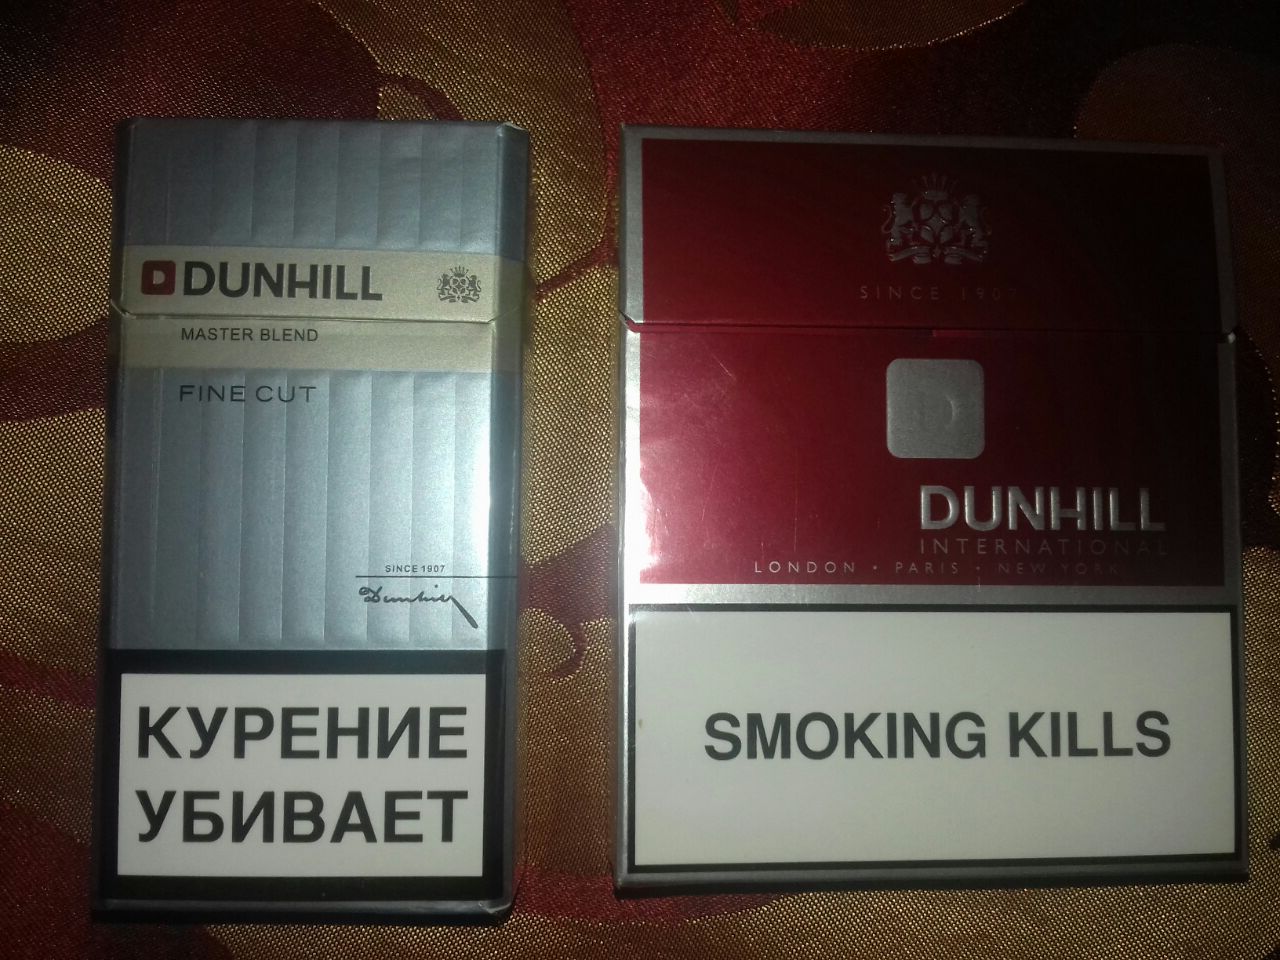 DUNHILL
MASTER BLEND
FINE CUT
SINCE 1907
Dunhill
КУРЕНИЕ
УБИВАЕТ
SINCE 1907
DUNHILL
INTERNATIONAL
LONDON • PARIS • NEW YORK
SMOKING KILLS